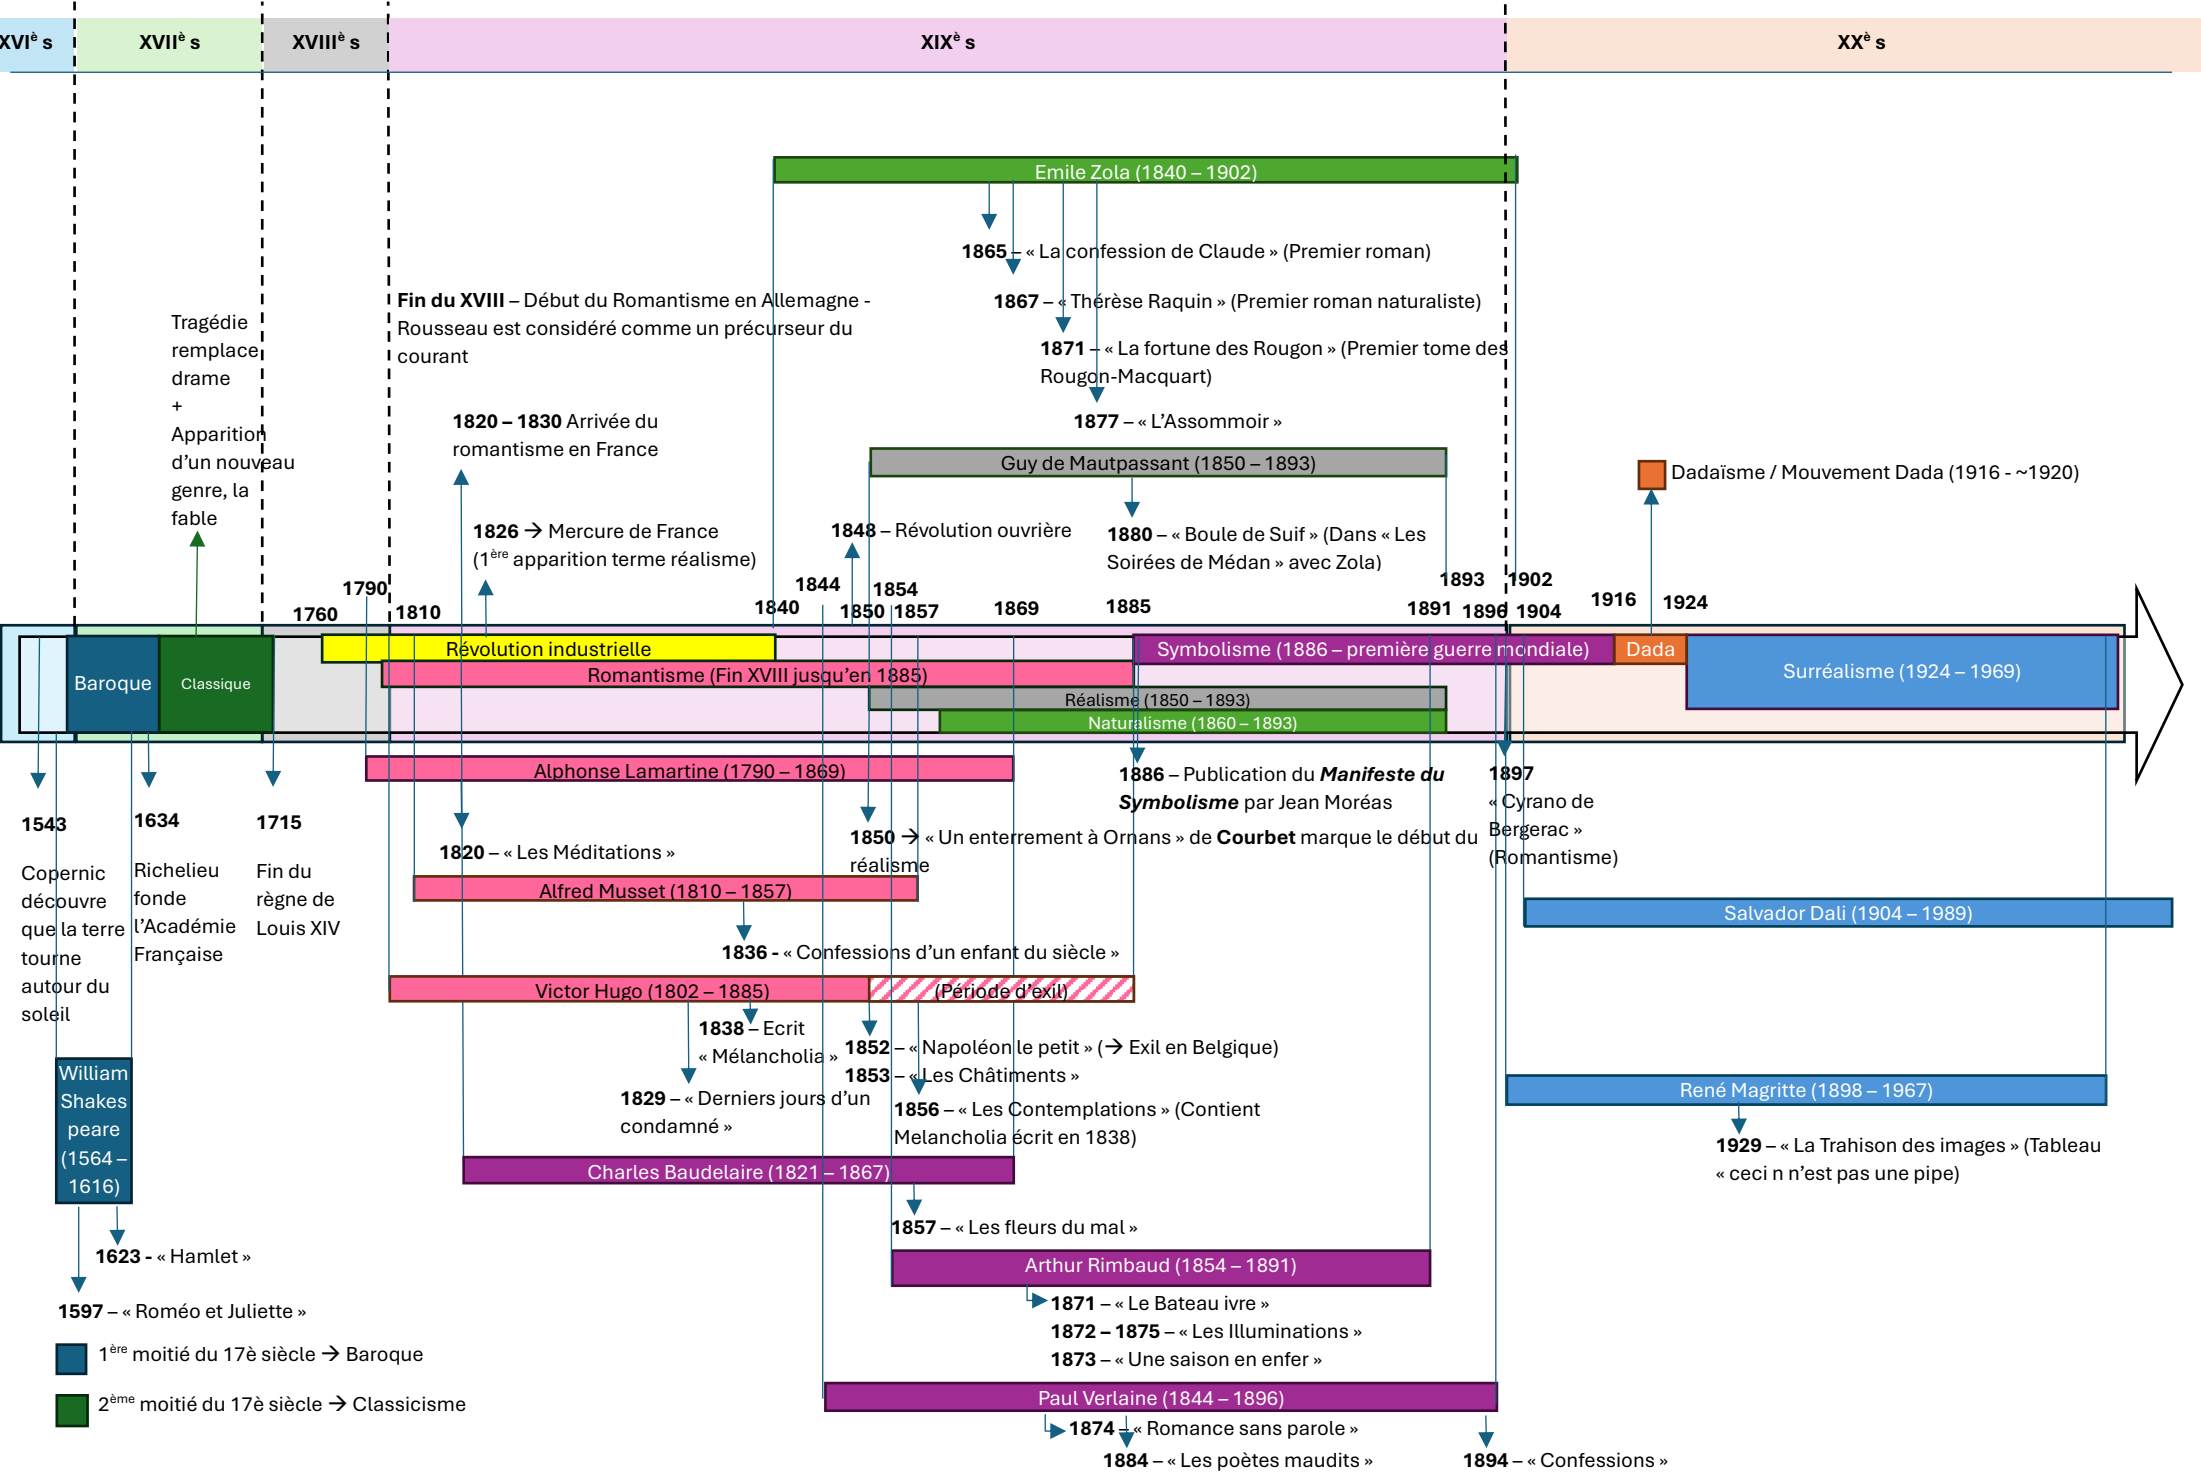 XVIè s
XVIIè s
XVIIIè s
XIXè s
XXè s
Emile Zola (1840 – 1902)
1865 – « La confession de Claude » (Premier roman)
1867 – « Thérèse Raquin » (Premier roman naturaliste)
1871 – « La fortune des Rougon » (Premier tome des
Rougon-Macquart)
1877 – « L’Assommoir »
Fin du XVIII – Début du Romantisme en Allemagne -
Rousseau est considéré comme un précurseur du
courant
Tragédie
remplace
drame
+
Apparition
d’un nouveau
genre, la
fable
1820 – 1830 Arrivée du
romantisme en France
1826 → Mercure de France
(1ère apparition terme réalisme)
Guy de Mautpassant (1850 – 1893)
1848 – Révolution ouvrière
1880 – « Boule de Suif » (Dans « Les
Soirées de Médan » avec Zola)
Dadaïsme / Mouvement Dada (1916 - ~1920)
1760
1790
1810
1840
1844
1850
1854
1857
1869
1885
1891
1893
1896
1902
1904
1916
1924
Baroque
Classique
Révolution industrielle
Romantisme (Fin XVIII jusqu’en 1885)
Réalisme (1850 – 1893)
Naturalisme (1860 – 1893)
Symbolisme (1886 – première guerre mondiale)
Dada
Surréalisme (1924 – 1969)
Alphonse Lamartine (1790 – 1869)
1886 – Publication du Manifeste du
Symbolisme par Jean Moréas
1897
« Cyrano de
Bergerac »
(Romantisme)
1543
Copernic
découvre
que la terre
tourne
autour du
soleil
1634
Richelieu
fonde
l’Académie
Française
1715
Fin du
règne de
Louis XIV
1820 – « Les Méditations »
1850 → « Un enterrement à Ornans » de Courbet marque le début du
réalisme
Alfred Musset (1810 – 1857)
1836 - « Confessions d’un enfant du siècle »
Salvador Dali (1904 – 1989)
Victor Hugo (1802 – 1885)
(Période d’exil)
1838 – Ecrit
« Mélancholia »
1829 – « Derniers jours d’un
condamné »
1852 – « Napoléon le petit » (→ Exil en Belgique)
1853 – « Les Châtiments »
1856 – « Les Contemplations » (Contient
Melancholia écrit en 1838)
René Magritte (1898 – 1967)
1929 – « La Trahison des images » (Tableau
« ceci n n’est pas une pipe)
William
Shakes
peare
(1564 –
1616)
1623 - « Hamlet »
1597 – « Roméo et Juliette »
Charles Baudelaire (1821 – 1867)
1857 – « Les fleurs du mal »
Arthur Rimbaud (1854 – 1891)
1871 – « Le Bateau ivre »
1872 – 1875 – « Les Illuminations »
1873 – « Une saison en enfer »
1ère moitié du 17è siècle → Baroque
2ème moitié du 17è siècle → Classicisme
Paul Verlaine (1844 – 1896)
1874 – « Romance sans parole »
1884 – « Les poètes maudits »
1894 – « Confessions »